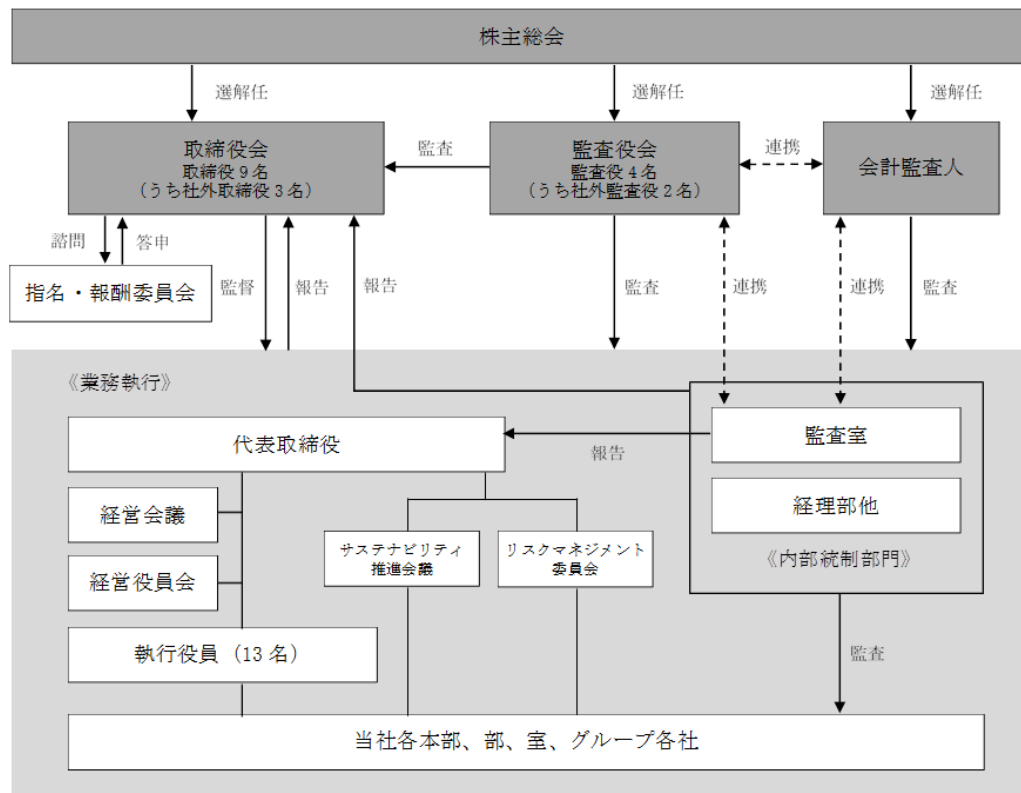 株主総会
選解任
選解任
選解任
取締役会
取締役 9 名
(うち社外取締役 3 名)
監査
監査役会
監査役 4 名
(うち社外監査役 2 名)
連携
会計監査人
諮問
答申
指名・報酬委員会
監督
報告
報告
監査
連携
連携
監査
《業務執行》
代表取締役
報告
監査室
経理部他
《内部統制部門》
経営会議
サステナビリティ
推進会議
リスクマネジメント
委員会
経営役員会
執行役員 (13 名)
監査
当社各本部、部、室、グループ各社